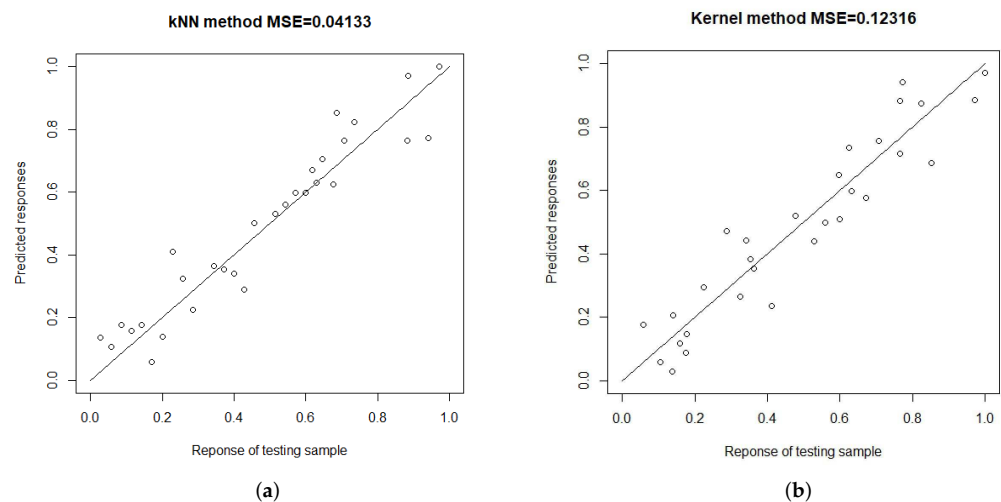 kNN method MSE=0.04133
Predicted responses
1.0
0.8
0.6
0.4
0.2
0.0
0.0 0.2 0.4 0.6 0.8 1.0
Reponse of testing sample
(a)
Kernel method MSE=0.12316
Predicted responses
1.0
0.8
0.6
0.4
0.2
0.0
0.0 0.2 0.4 0.6 0.8 1.0
Reponse of testing sample
(b)